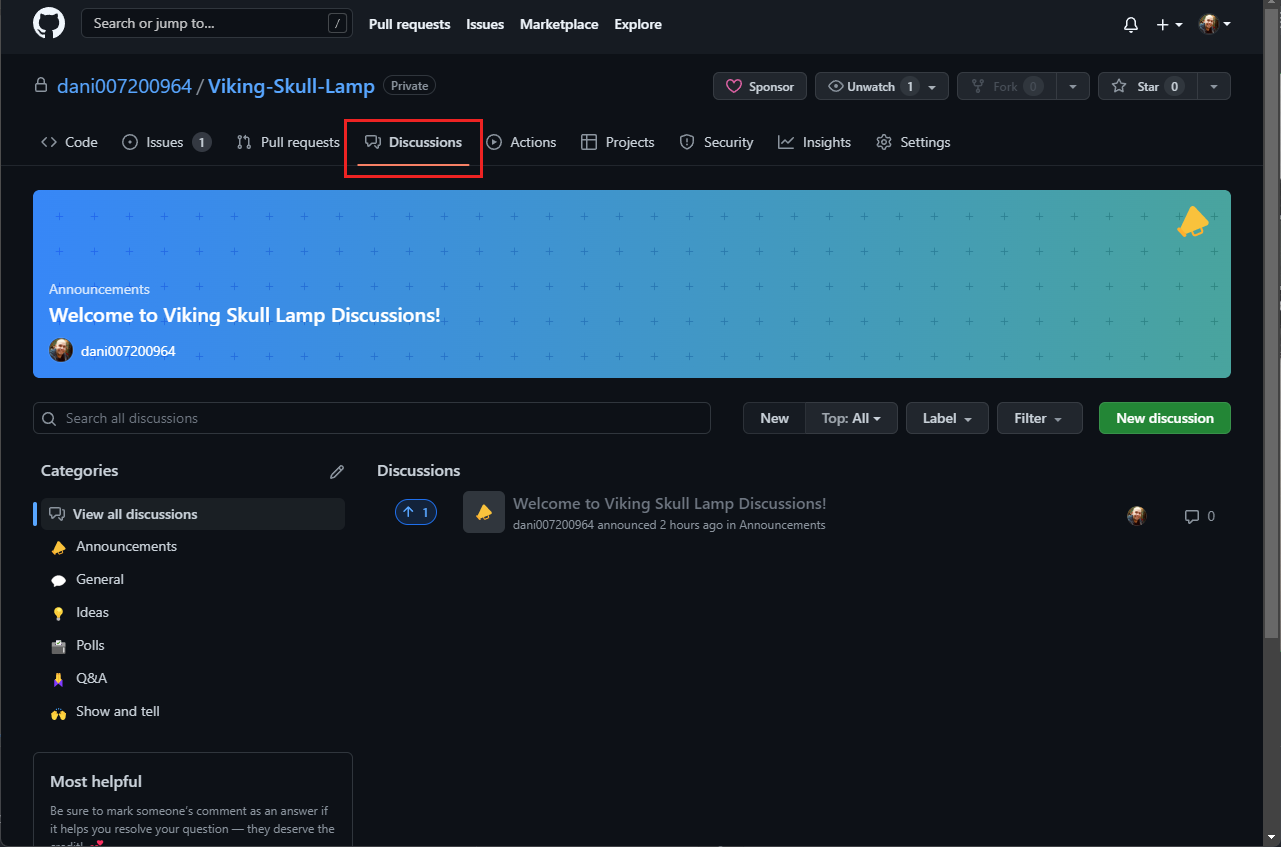 Search or jump to... / Pull requests Issues Marketplace Explore
dani007200964 / Viking-Skull-Lamp Private Sponsor Unwatch 1 Fork 0 Star 0
Code Issues 1 Pull requests Discussions Actions Projects Security Insights Settings
Announcements
Welcome to Viking Skull Lamp Discussions!
dani007200964
Search all discussions New Top: All Label Filter New discussion
Categories
View all discussions
Announcements
General
Ideas
Polls
Q&A
Show and tell
Discussions
1 Welcome to Viking Skull Lamp Discussions!
dani007200964 announced 2 hours ago in Announcements
0
Most helpful
Be sure to mark someone's comment as an answer if
it helps you resolve your question — they deserve the
credit!